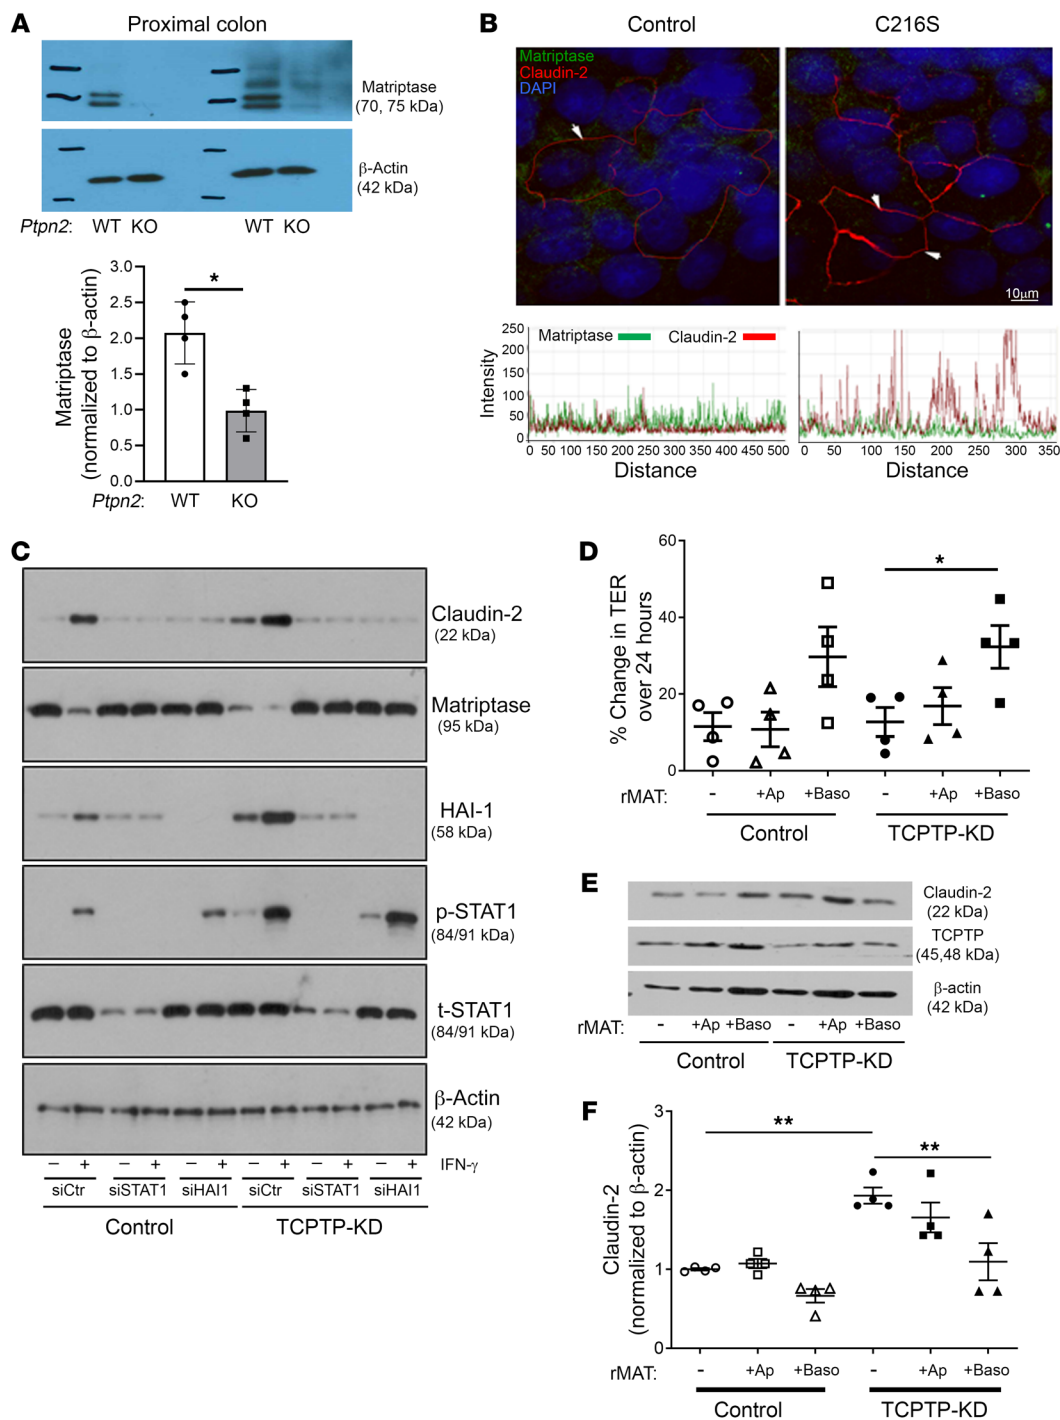 A
Proximal colon
Matriptase
(70, 75 kDa)
β-Actin
(42 kDa)
Ptpn2: WT KO WT KO
Matriptase
(normalized to β-actin)
3.0
2.5
2.0
1.5
1.0
0.5
0.0
*
Ptpn2: WT KO
B
Control C216S
Matriptase
Claudin-2
DAPI
10µm
Intensity
250
200
150
100
50
0
Matriptase Claudin-2
0 50 100 150 200 250 300 350 400 450 500
Distance
0 50 100 150 200 250 300 350
Distance
C
Claudin-2
(22 kDa)
Matriptase
(95 kDa)
HAI-1
(58 kDa)
p-STAT1
(84/91 kDa)
t-STAT1
(84/91 kDa)
β-Actin
(42 kDa)
− + − + − + − + − + − + IFN-γ
siCtr siSTAT1 siHAI1 siCtr siSTAT1 siHAI1
Control TCPTP-KD
D
% Change in TER
over 24 hours
60
40
20
0
*
rMAT: - +Ap +Baso - +Ap +Baso
Control TCPTP-KD
E
Claudin-2
(22 kDa)
TCPTP
(45,48 kDa)
β-actin
(42 kDa)
rMAT: - +Ap +Baso - +Ap +Baso
Control TCPTP-KD
F
Claudin-2
(normalized to β-actin)
3
2
1
0
**
**
rMAT: - +Ap +Baso - +Ap +Baso
Control TCPTP-KD